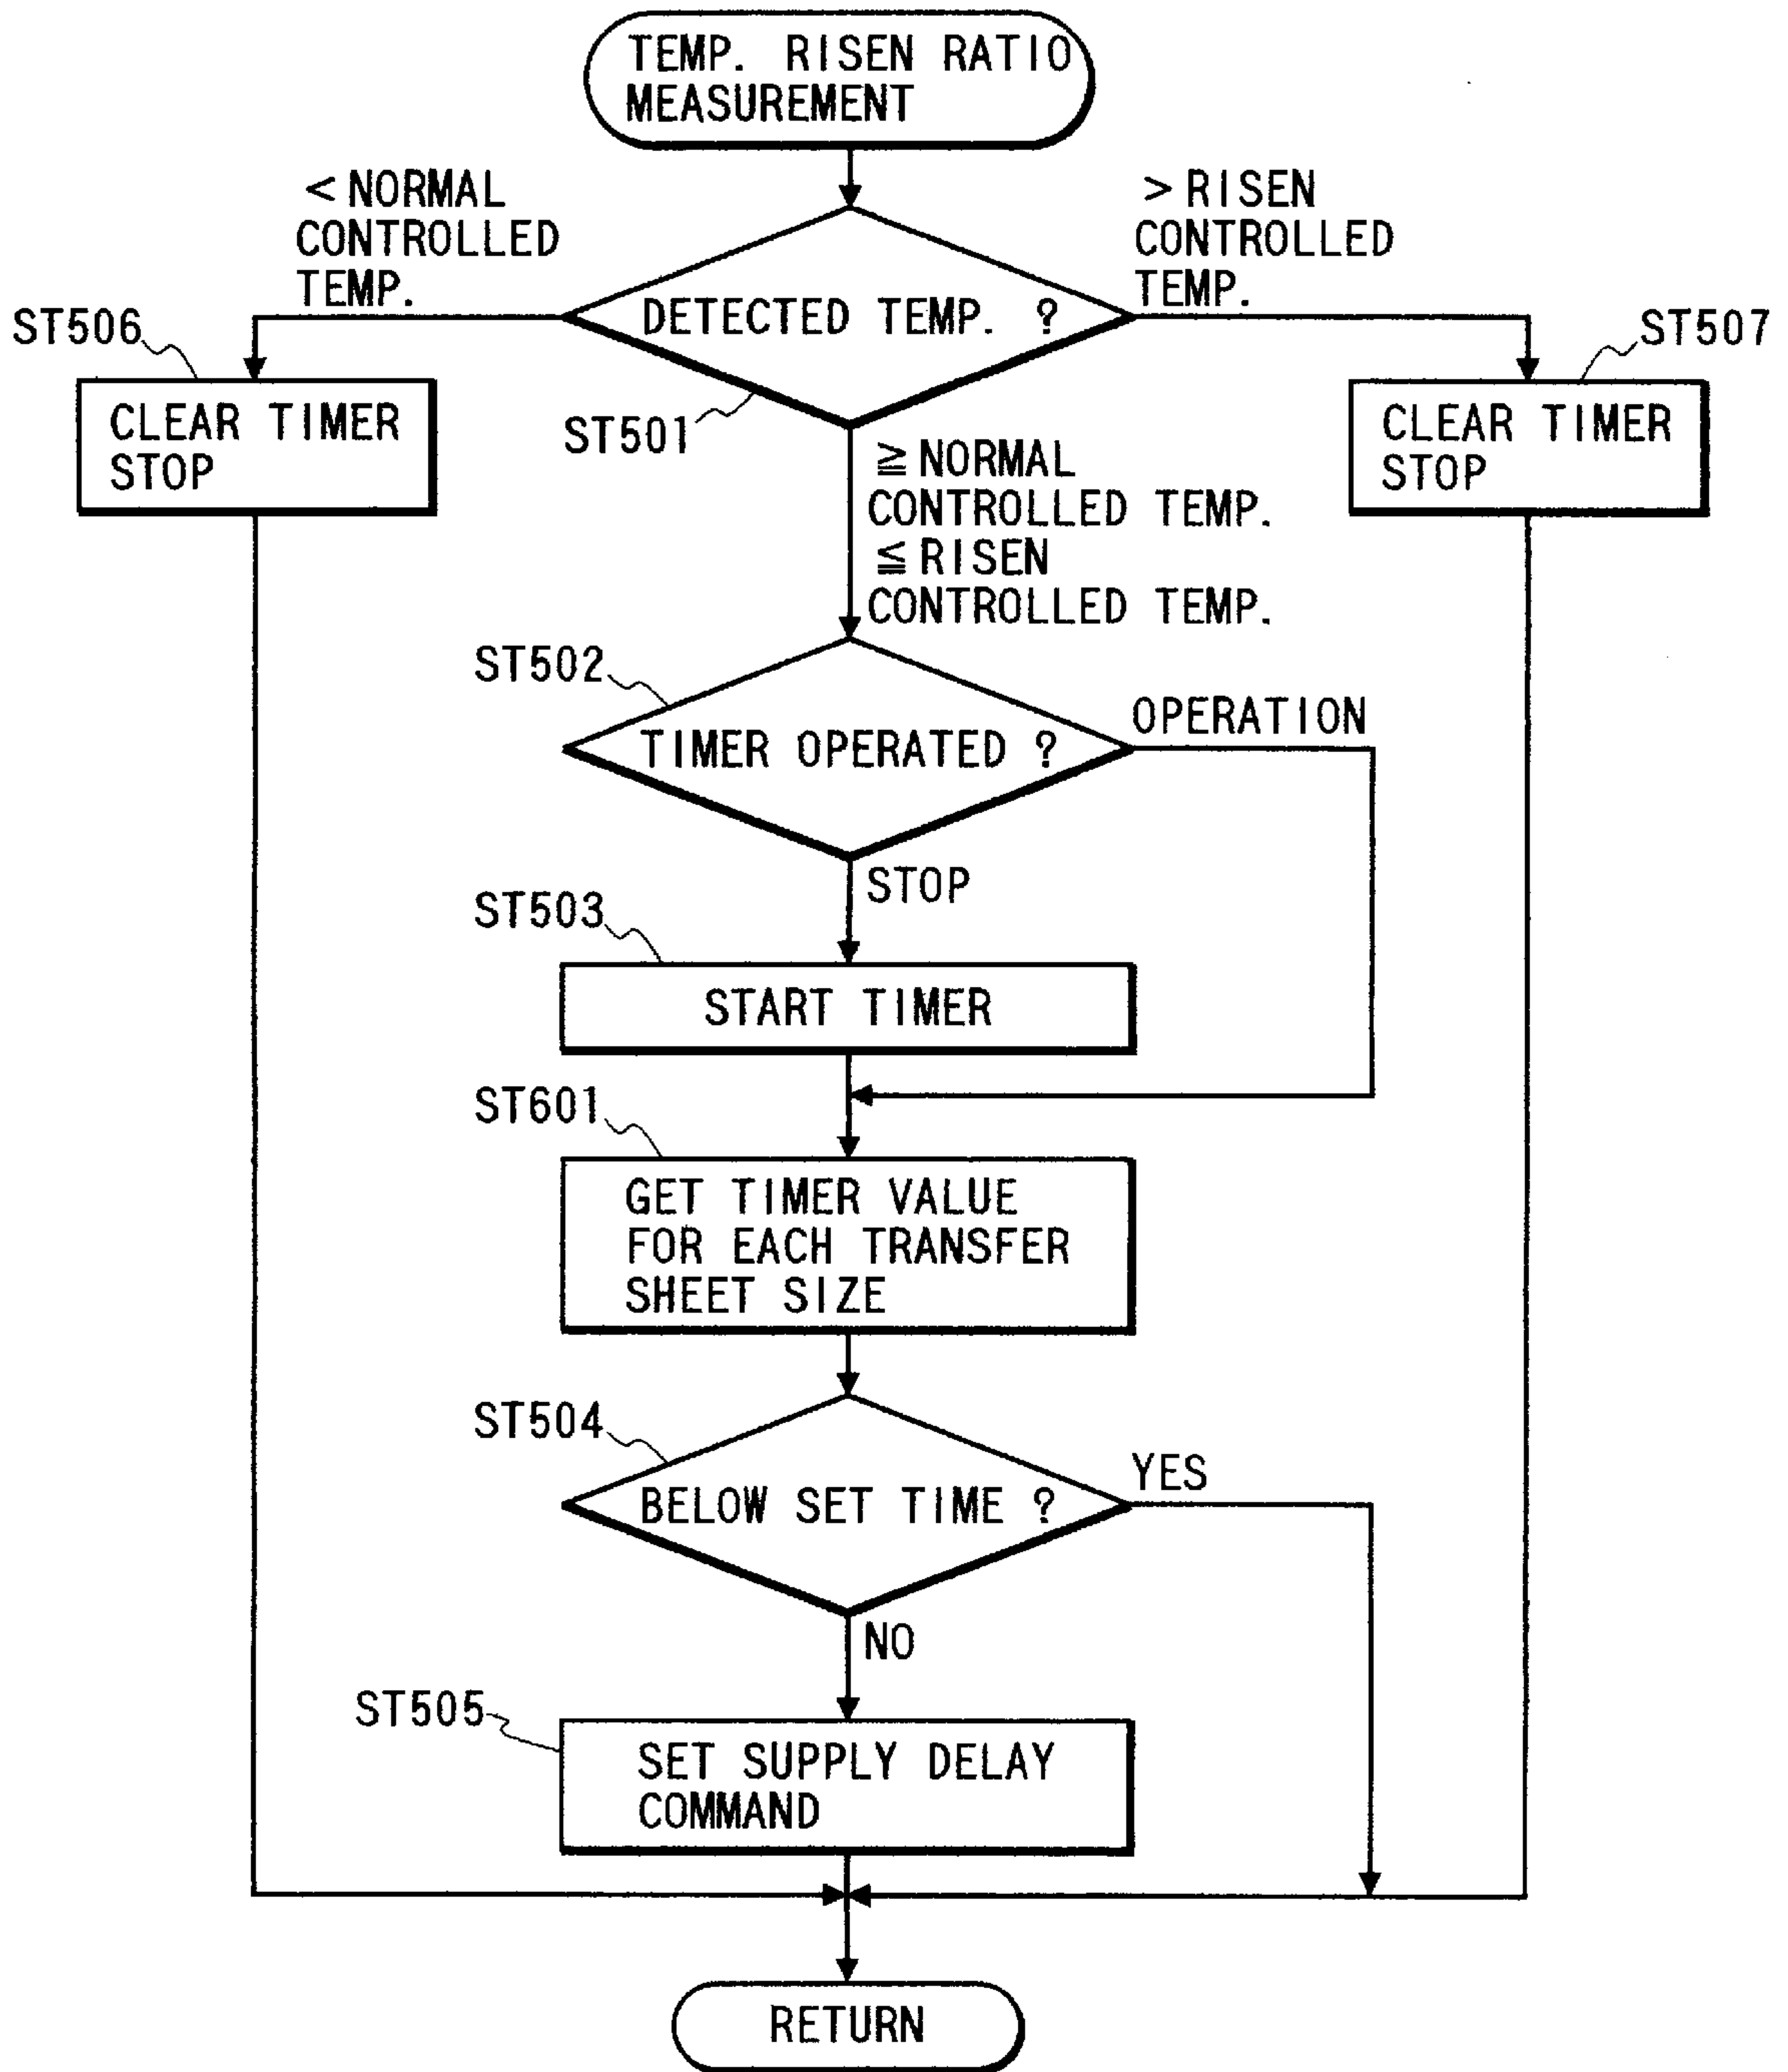 TEMP. RISEN RATIO
MEASUREMENT
< NORMAL
CONTROLLED
TEMP.
> RISEN
CONTROLLED
TEMP.
DETECTED TEMP. ?
ST506
ST507
CLEAR TIMER
STOP
ST501
CLEAR TIMER
STOP
≧ NORMAL
CONTROLLED TEMP.
≦ RISEN
CONTROLLED TEMP.
ST502
OPERATION
TIMER OPERATED ?
STOP
ST503
START TIMER
ST601
GET TIMER VALUE
FOR EACH TRANSFER
SHEET SIZE
ST504
YES
BELOW SET TIME ?
NO
ST505
SET SUPPLY DELAY
COMMAND
RETURN